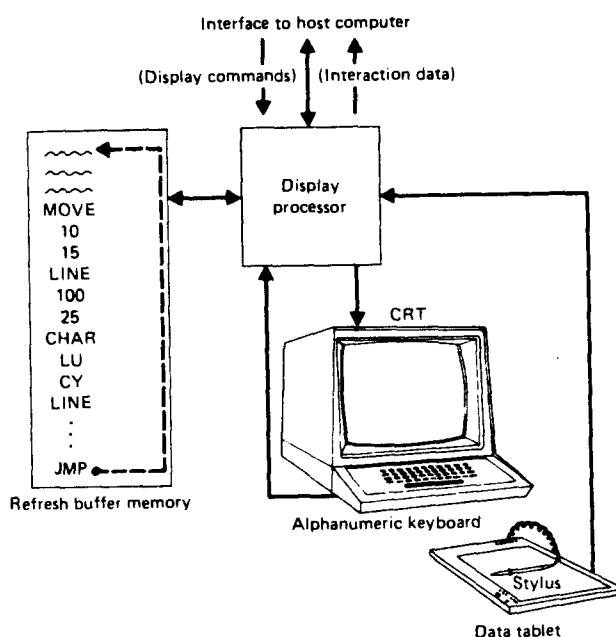 Interface to host computer
(Display commands)
(Interaction data)
Display
processor
MOVE
10
15
LINE
100
25
CHAR
LU
CY
LINE
.
.
.
JMP
Refresh buffer memory
CRT
Alphanumeric keyboard
Stylus
Data tablet